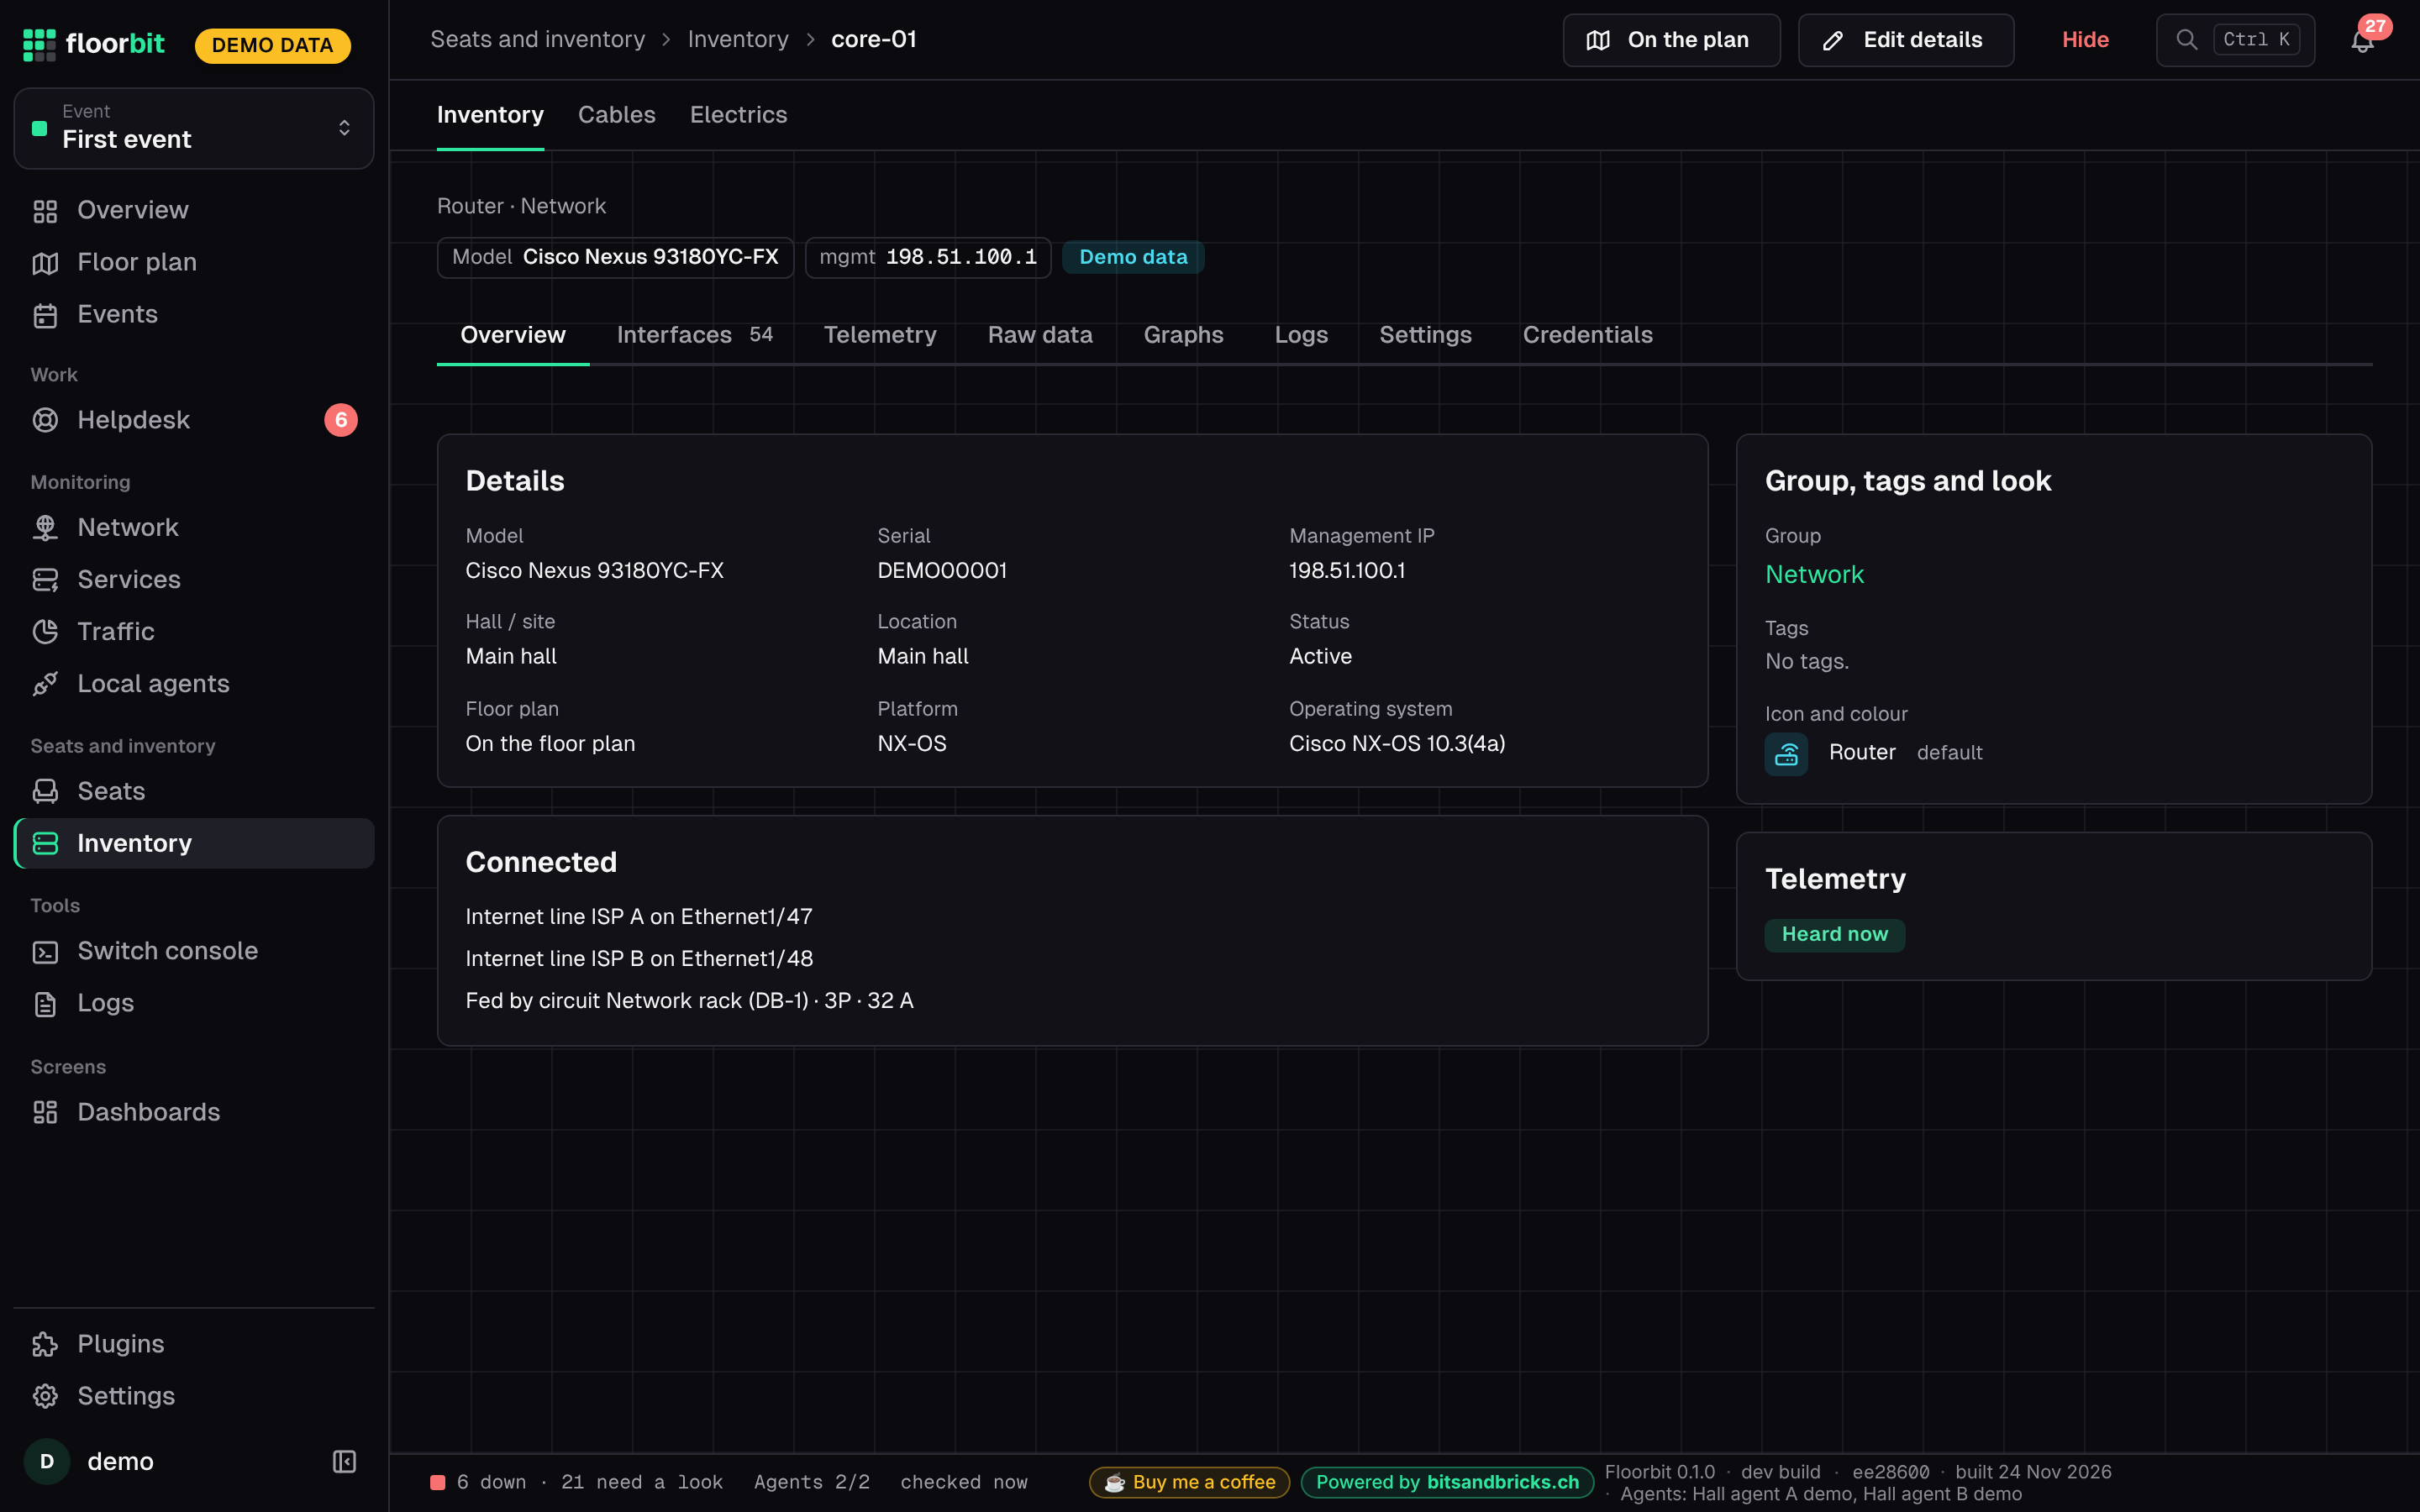 floorbit DEMO DATA
Event
First event
Overview
Floor plan
Events
Work
Helpdesk 6
Monitoring
Network
Services
Traffic
Local agents
Seats and inventory
Seats
Inventory
Tools
Switch console
Logs
Screens
Dashboards
Plugins
Settings
D demo
Seats and inventory > Inventory > core-01
On the plan
Edit details
Hide
Ctrl K
27
Inventory Cables Electrics
Router · Network
Model Cisco Nexus 93180YC-FX mgmt 198.51.100.1 Demo data
Overview Interfaces 54 Telemetry Raw data Graphs Logs Settings Credentials
Details
Model Serial Management IP
Cisco Nexus 93180YC-FX DEMO00001 198.51.100.1
Hall / site Location Status
Main hall Main hall Active
Floor plan Platform Operating system
On the floor plan NX-OS Cisco NX-OS 10.3(4a)
Connected
Internet line ISP A on Ethernet1/47
Internet line ISP B on Ethernet1/48
Fed by circuit Network rack (DB-1) · 3P · 32 A
Group, tags and look
Group
Network
Tags
No tags.
Icon and colour
Router default
Telemetry
Heard now
6 down · 21 need a look Agents 2/2 checked now
☕ Buy me a coffee
Powered by bitsandbricks.ch
Floorbit 0.1.0 · dev build · ee28600 · built 24 Nov 2026
· Agents: Hall agent A demo, Hall agent B demo